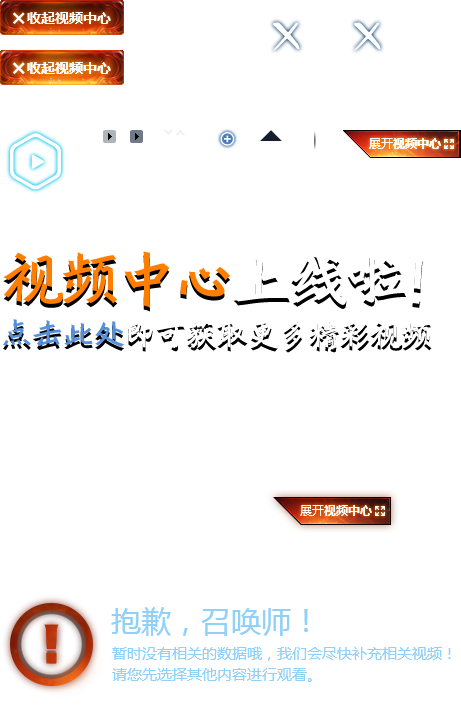 收起视频中心
收起视频中心
展开视频中心
视频中心上线啦!
点击此处即可获取更多精彩视频
展开视频中心
抱歉，召唤师！
暂时没有相关的数据哦，我们会尽快补充相关视频！
请您先选择其他内容进行观看。